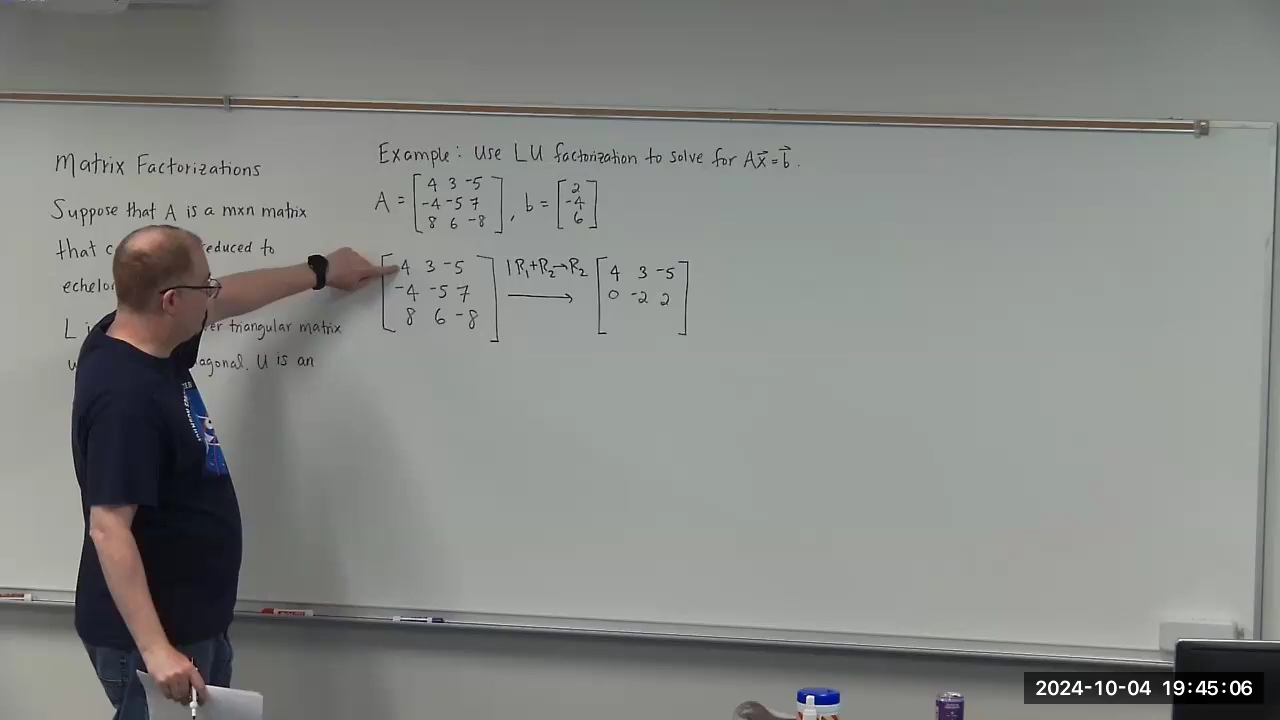 Matrix Factorizations
Suppose that A is a mxn matrix
that reduced to
L triangular matrix
U is an
Example: Use LU factorization to solve for Ax⃗=b⃗.
A = [4 3 -5
-4 -5 7
8 6 -8], b = [2
-4
6]
[4 3 -5
-4 -5 7
8 6 -8] 1R₁+R₂→R₂ → [4 3 -5
0 -2 2]
2024-10-04 19:45:06